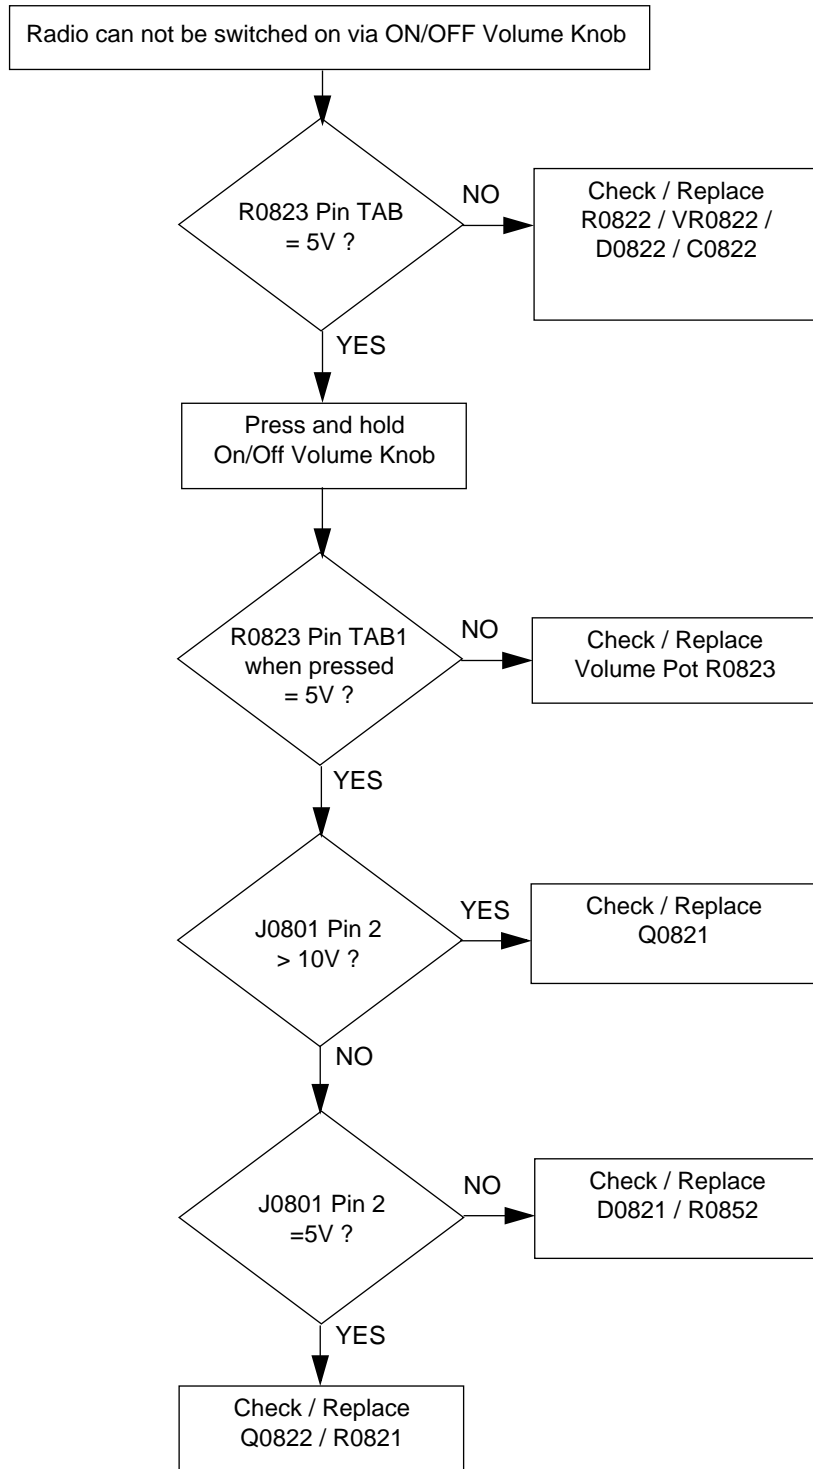 Radio can not be switched on via ON/OFF Volume Knob
R0823 Pin TAB
= 5V ?
NO
Check / Replace
R0822 / VR0822 /
D0822 / C0822
YES
Press and hold
On/Off Volume Knob
R0823 Pin TAB1
when pressed
= 5V ?
NO
Check / Replace
Volume Pot R0823
YES
J0801 Pin 2
> 10V ?
YES
Check / Replace
Q0821
NO
J0801 Pin 2
=5V ?
NO
Check / Replace
D0821 / R0852
YES
Check / Replace
Q0822 / R0821